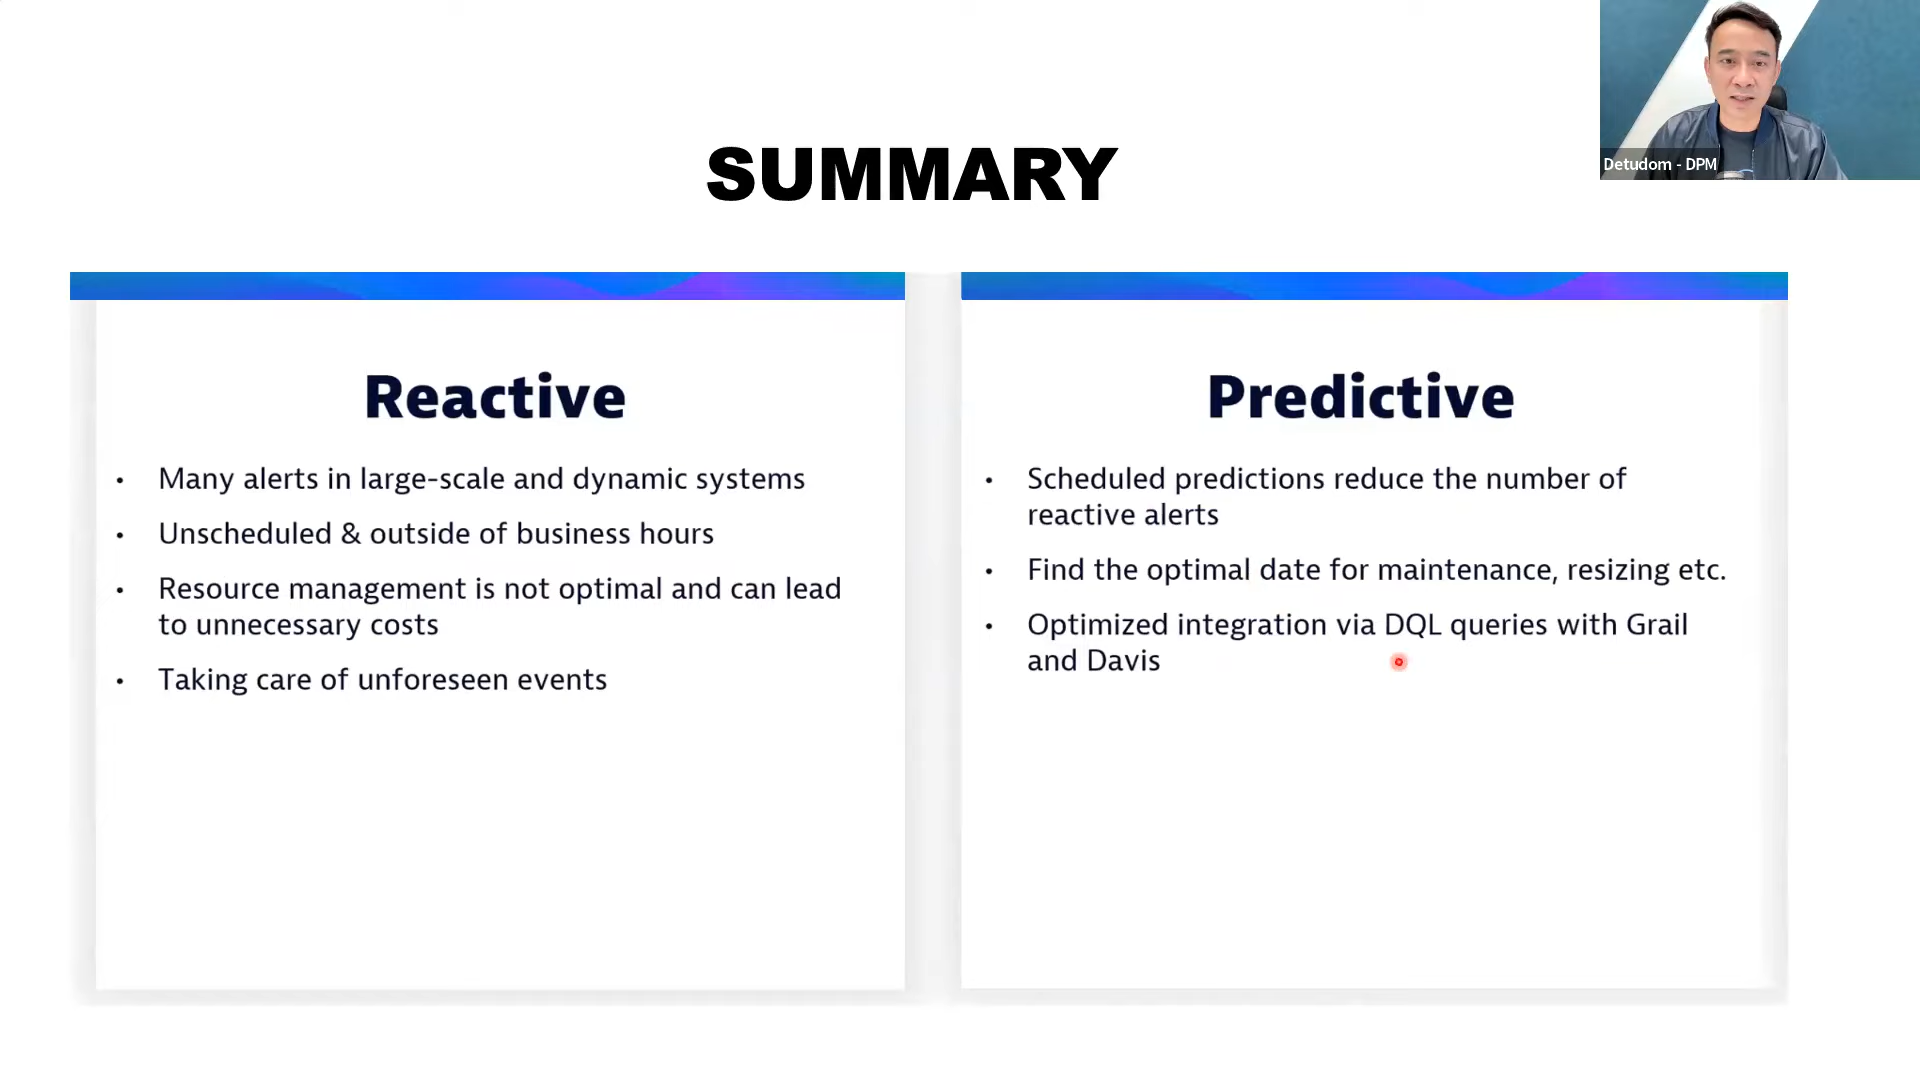 SUMMARY
Detudom - DPM
Reactive
• Many alerts in large-scale and dynamic systems
• Unscheduled & outside of business hours
• Resource management is not optimal and can lead
to unnecessary costs
• Taking care of unforeseen events
Predictive
• Scheduled predictions reduce the number of
reactive alerts
• Find the optimal date for maintenance, resizing etc.
• Optimized integration via DQL queries with Grail
and Davis